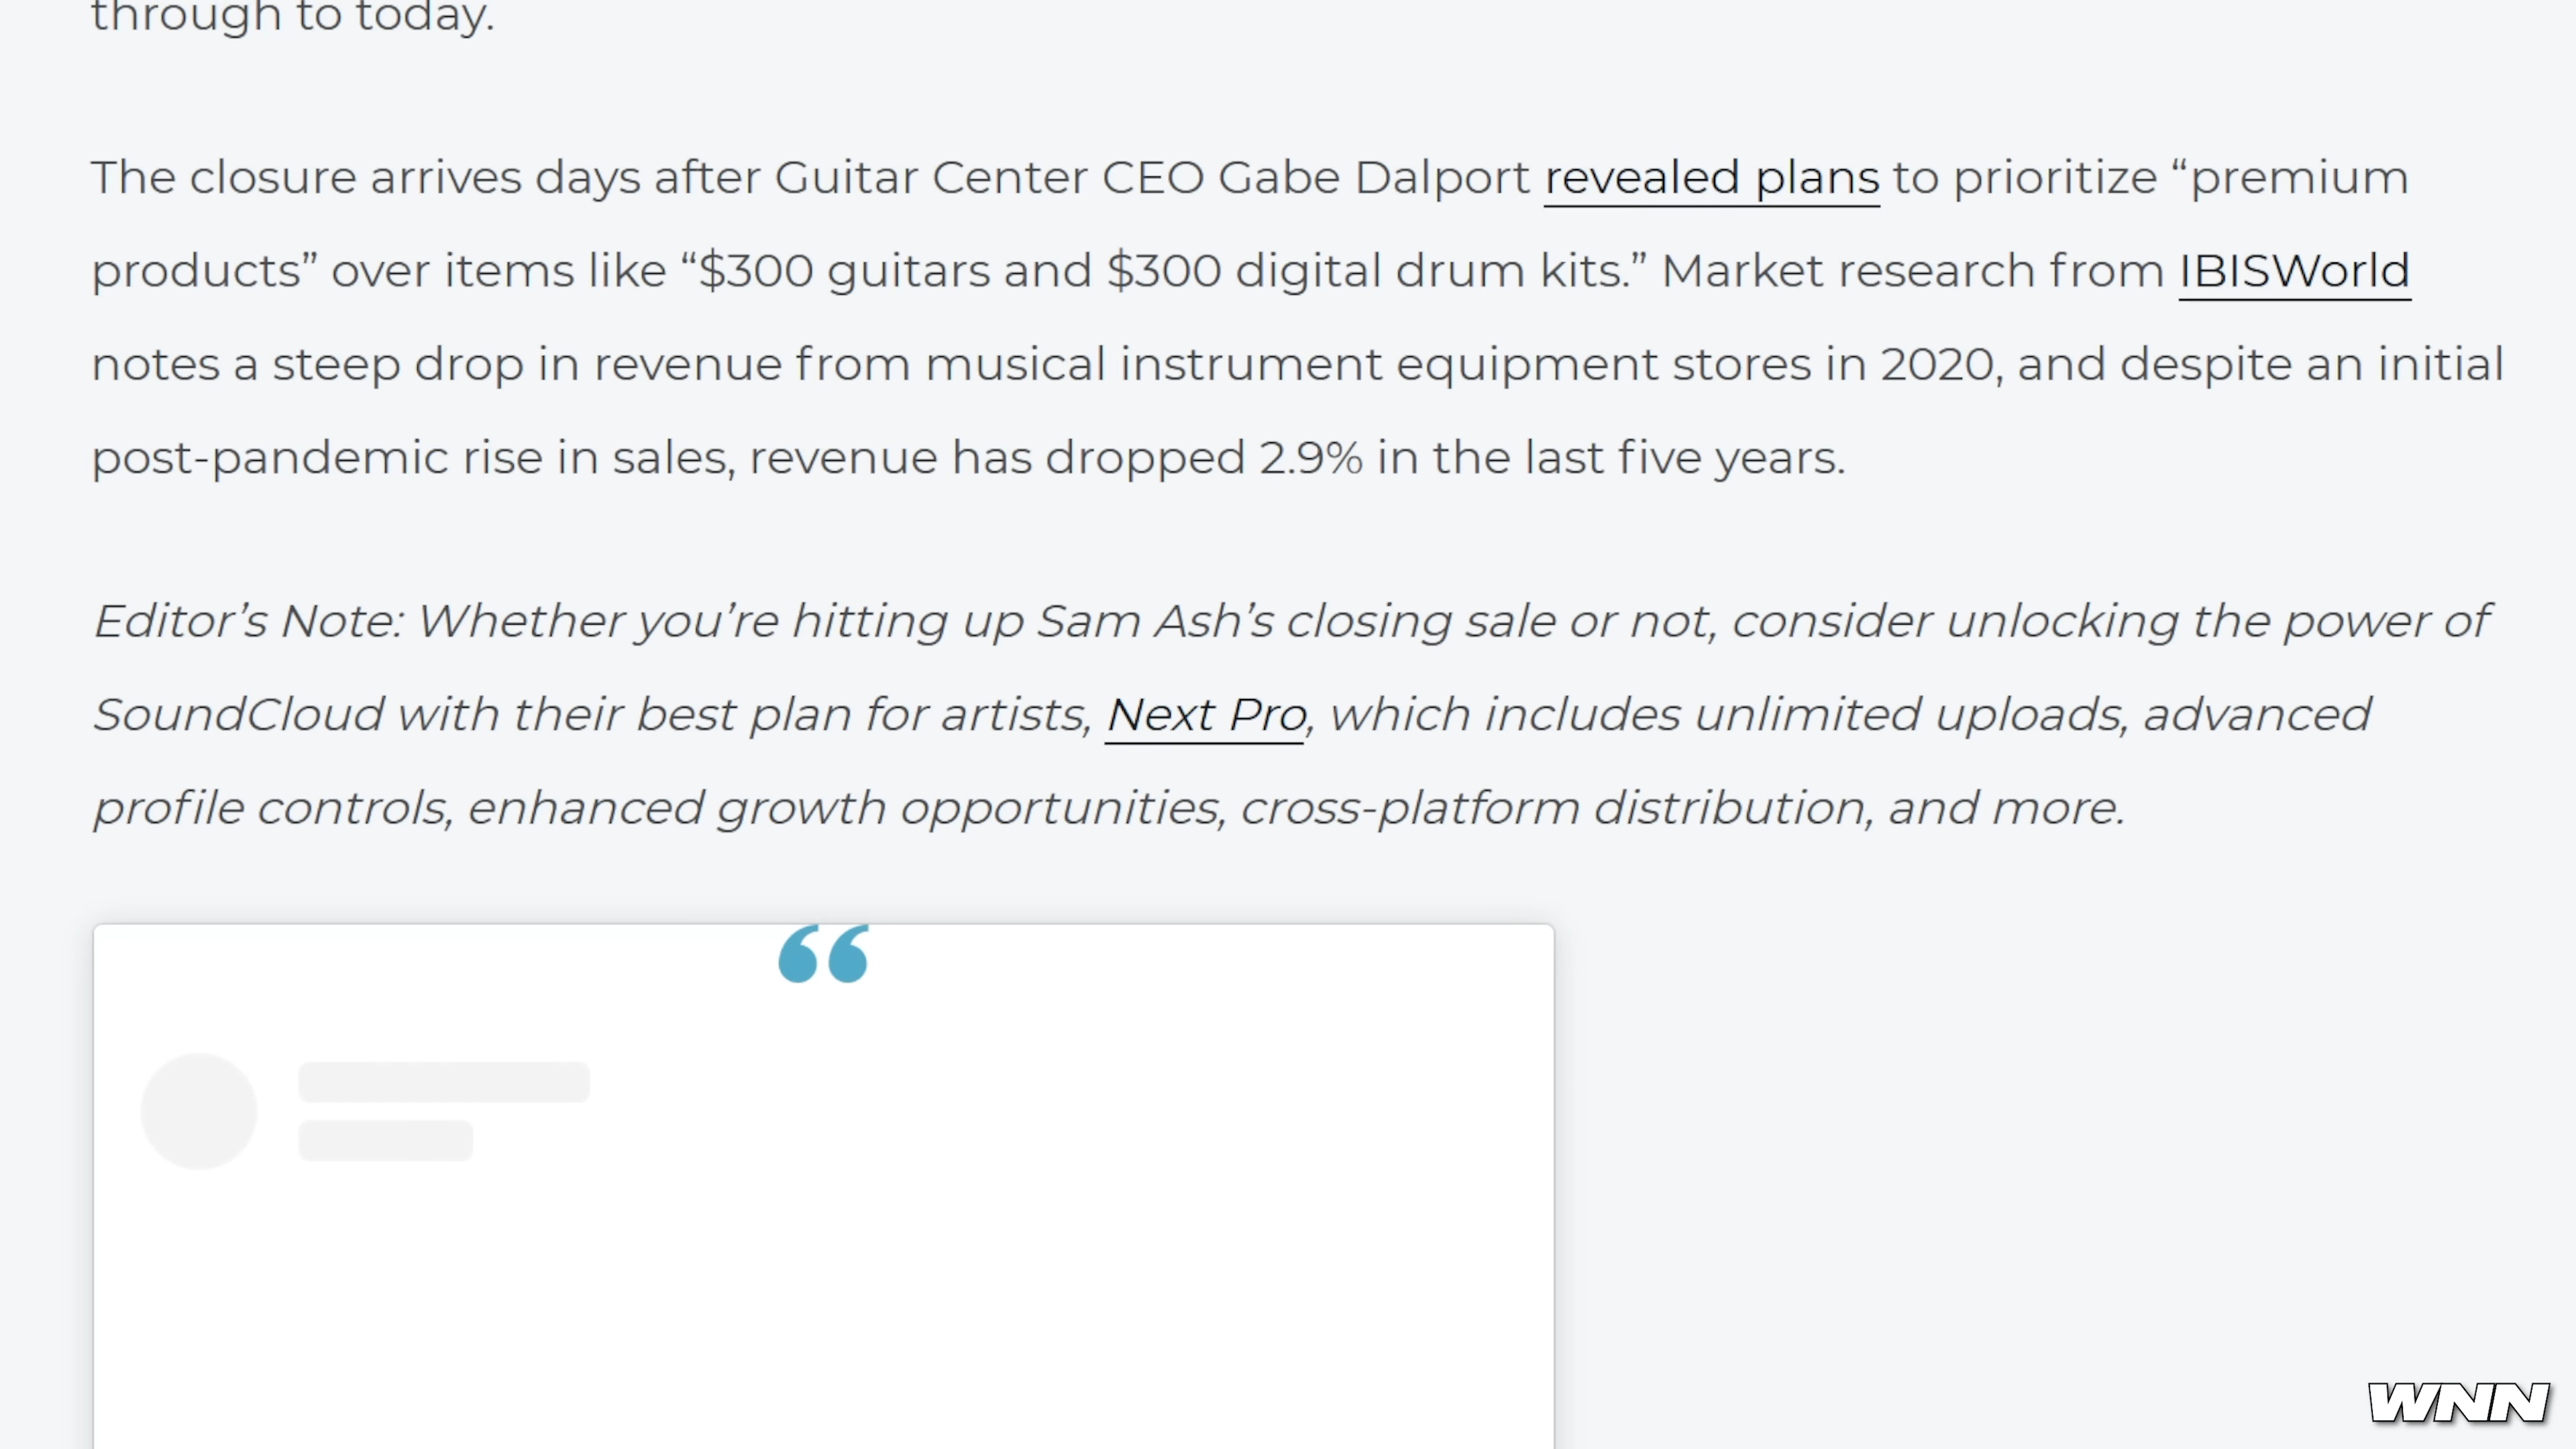 through to today.
The closure arrives days after Guitar Center CEO Gabe Dalport revealed plans to prioritize “premium
products” over items like “$300 guitars and $300 digital drum kits.” Market research from IBISWorld
notes a steep drop in revenue from musical instrument equipment stores in 2020, and despite an initial
post-pandemic rise in sales, revenue has dropped 2.9% in the last five years.
Editor’s Note: Whether you’re hitting up Sam Ash’s closing sale or not, consider unlocking the power of
SoundCloud with their best plan for artists, Next Pro, which includes unlimited uploads, advanced
profile controls, enhanced growth opportunities, cross-platform distribution, and more.
“
WNN